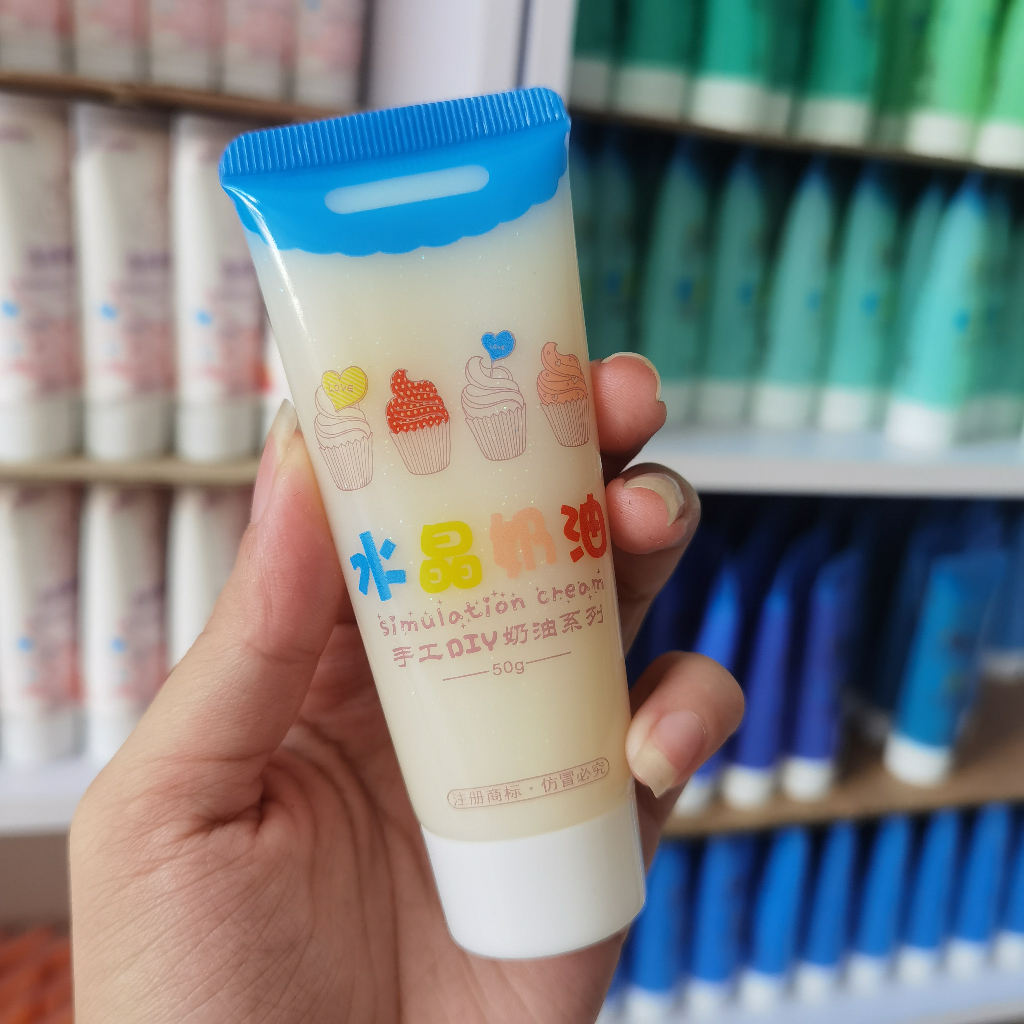 LOVE
Love
水晶奶油
simulation cream
手工DIY奶油系列
50g
注册商标·仿冒必究